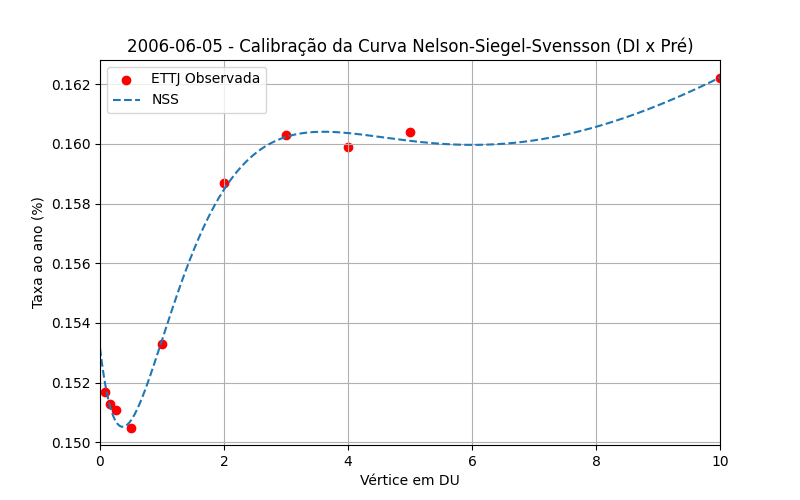 2006-06-05 - Calibração da Curva Nelson-Siegel-Svensson (DI x Pré)
ETTJ Observada
NSS
Taxa ao ano (%)
0.162
0.160
0.158
0.156
0.154
0.152
0.150
0 2 4 6 8 10
Vértice em DU